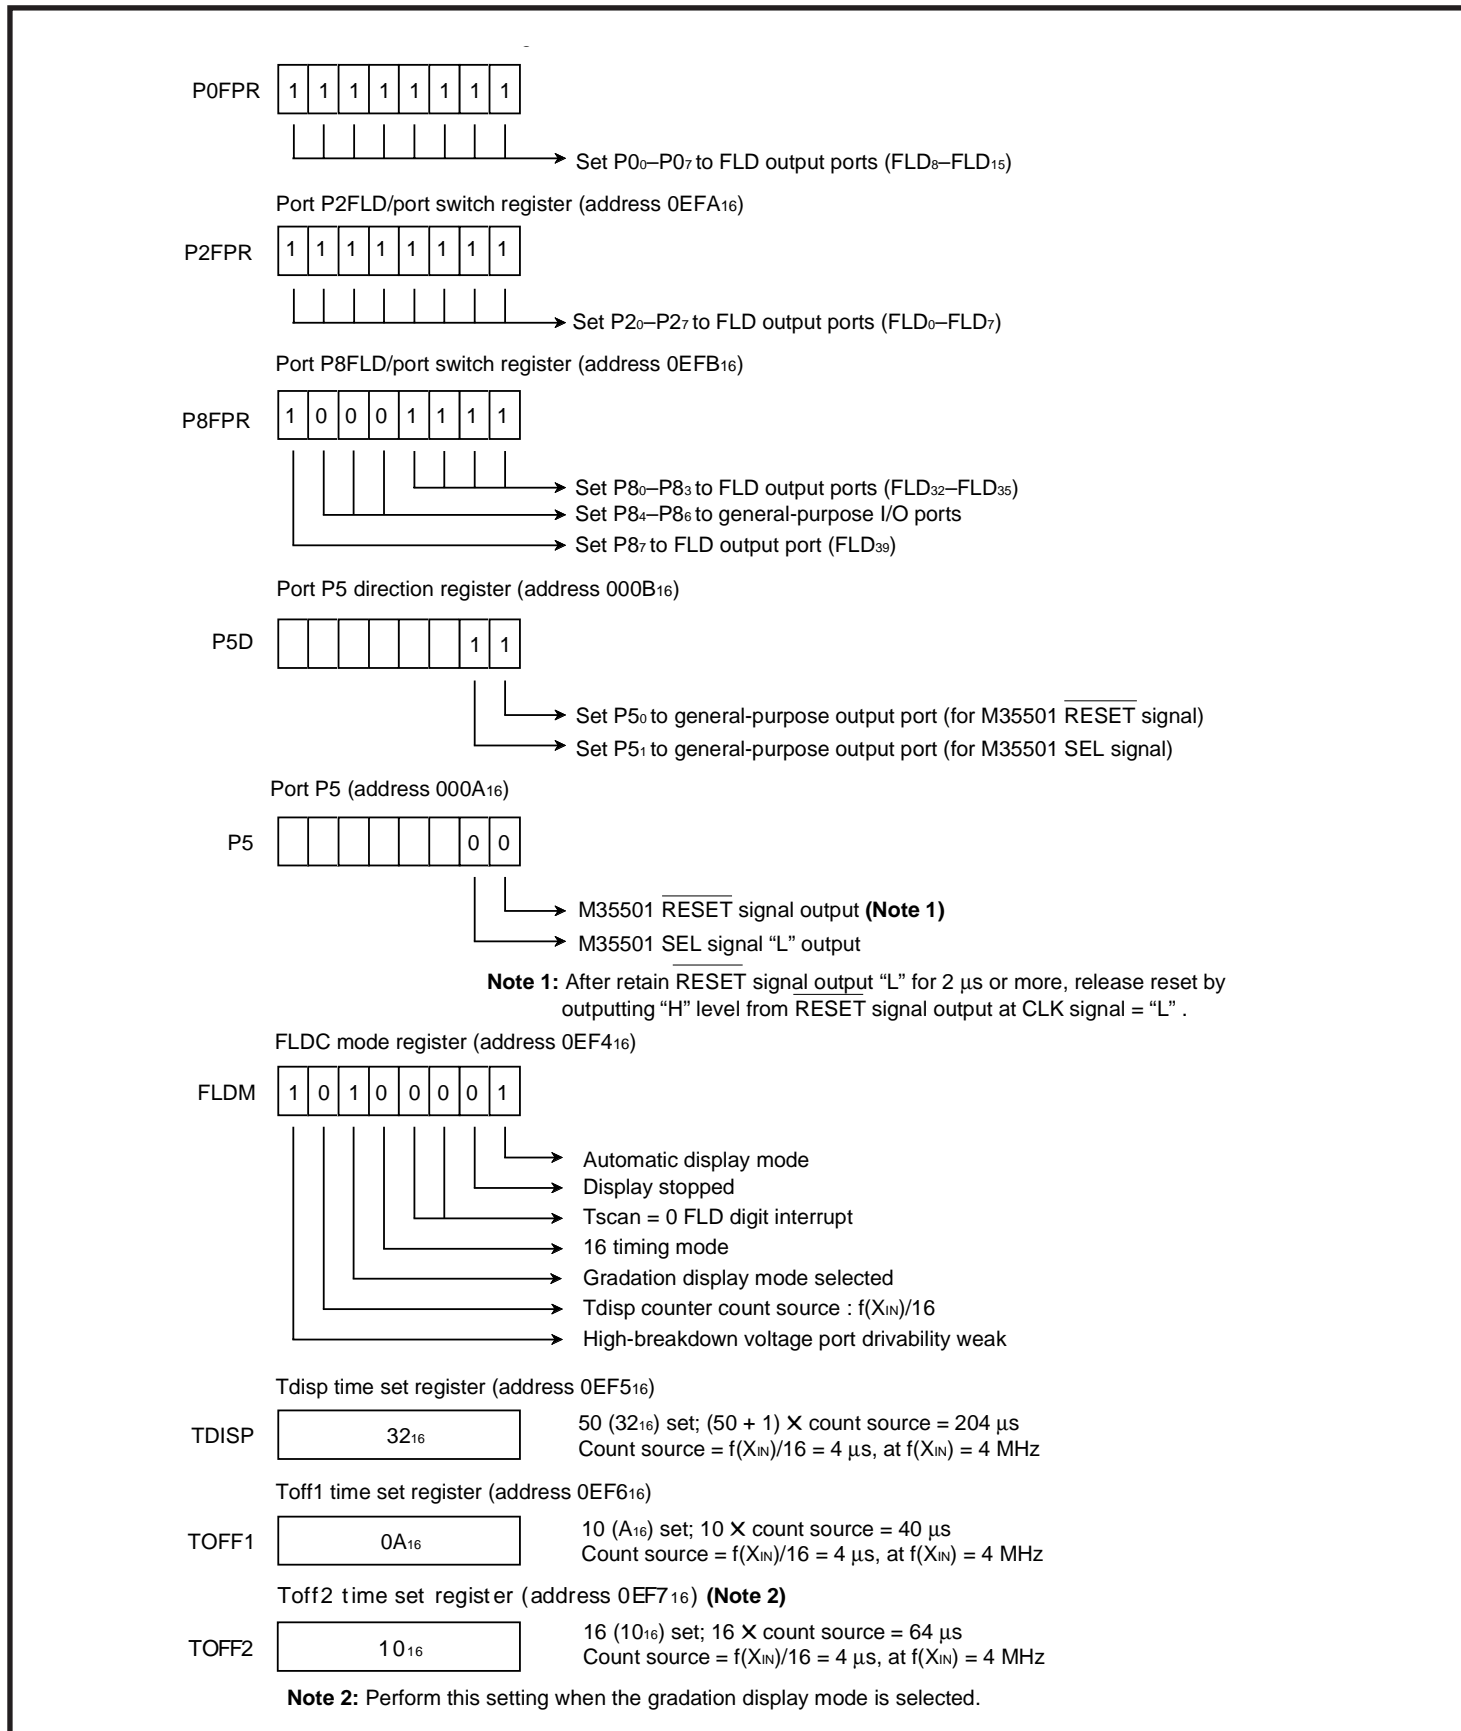 P0FPR 1 1 1 1 1 1 1 1
Set P0₀–P0₇ to FLD output ports (FLD₈–FLD₁₅)
Port P2FLD/port switch register (address 0EFA₁₆)
P2FPR 1 1 1 1 1 1 1 1
Set P2₀–P2₇ to FLD output ports (FLD₀–FLD₇)
Port P8FLD/port switch register (address 0EFB₁₆)
P8FPR 1 0 0 0 1 1 1 1
Set P8₀–P8₃ to FLD output ports (FLD₃₂–FLD₃₅)
Set P8₄–P8₆ to general-purpose I/O ports
Set P8₇ to FLD output port (FLD₃₉)
Port P5 direction register (address 000B₁₆)
P5D 1 1
Set P5₀ to general-purpose output port (for M35501 RESET signal)
Set P5₁ to general-purpose output port (for M35501 SEL signal)
Port P5 (address 000A₁₆)
P5 0 0
M35501 RESET signal output (Note 1)
M35501 SEL signal “L” output
Note 1: After retain RESET signal output “L” for 2 μs or more, release reset by
outputting “H” level from RESET signal output at CLK signal = “L” .
FLDC mode register (address 0EF4₁₆)
FLDM 1 0 1 0 0 0 0 1
Automatic display mode
Display stopped
Tscan = 0 FLD digit interrupt
16 timing mode
Gradation display mode selected
Tdisp counter count source : f(XIN)/16
High-breakdown voltage port drivability weak
Tdisp time set register (address 0EF5₁₆)
TDISP 32₁₆ 50 (32₁₆) set; (50 + 1) × count source = 204 μs
Count source = f(XIN)/16 = 4 μs, at f(XIN) = 4 MHz
Toff1 time set register (address 0EF6₁₆)
TOFF1 0A₁₆ 10 (A₁₆) set; 10 × count source = 40 μs
Count source = f(XIN)/16 = 4 μs, at f(XIN) = 4 MHz
Toff2 time set register (address 0EF7₁₆) (Note 2)
TOFF2 10₁₆ 16 (10₁₆) set; 16 × count source = 64 μs
Count source = f(XIN)/16 = 4 μs, at f(XIN) = 4 MHz
Note 2: Perform this setting when the gradation display mode is selected.